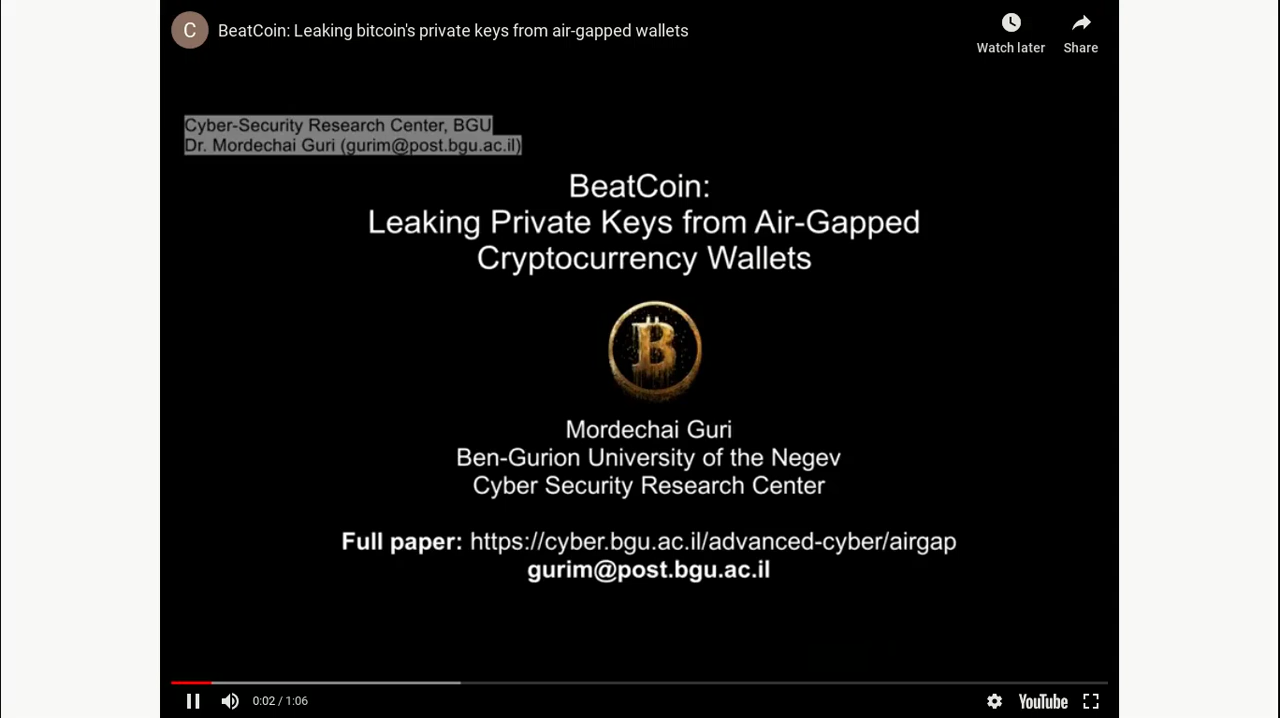 C
BeatCoin: Leaking bitcoin's private keys from air-gapped wallets
Watch later
Share
Cyber-Security Research Center, BGU
Dr. Mordechai Guri (gurim@post.bgu.ac.il)
BeatCoin:
Leaking Private Keys from Air-Gapped
Cryptocurrency Wallets
B
Mordechai Guri
Ben-Gurion University of the Negev
Cyber Security Research Center
Full paper: https://cyber.bgu.ac.il/advanced-cyber/airgap
gurim@post.bgu.ac.il
0:02 / 1:06
YouTube